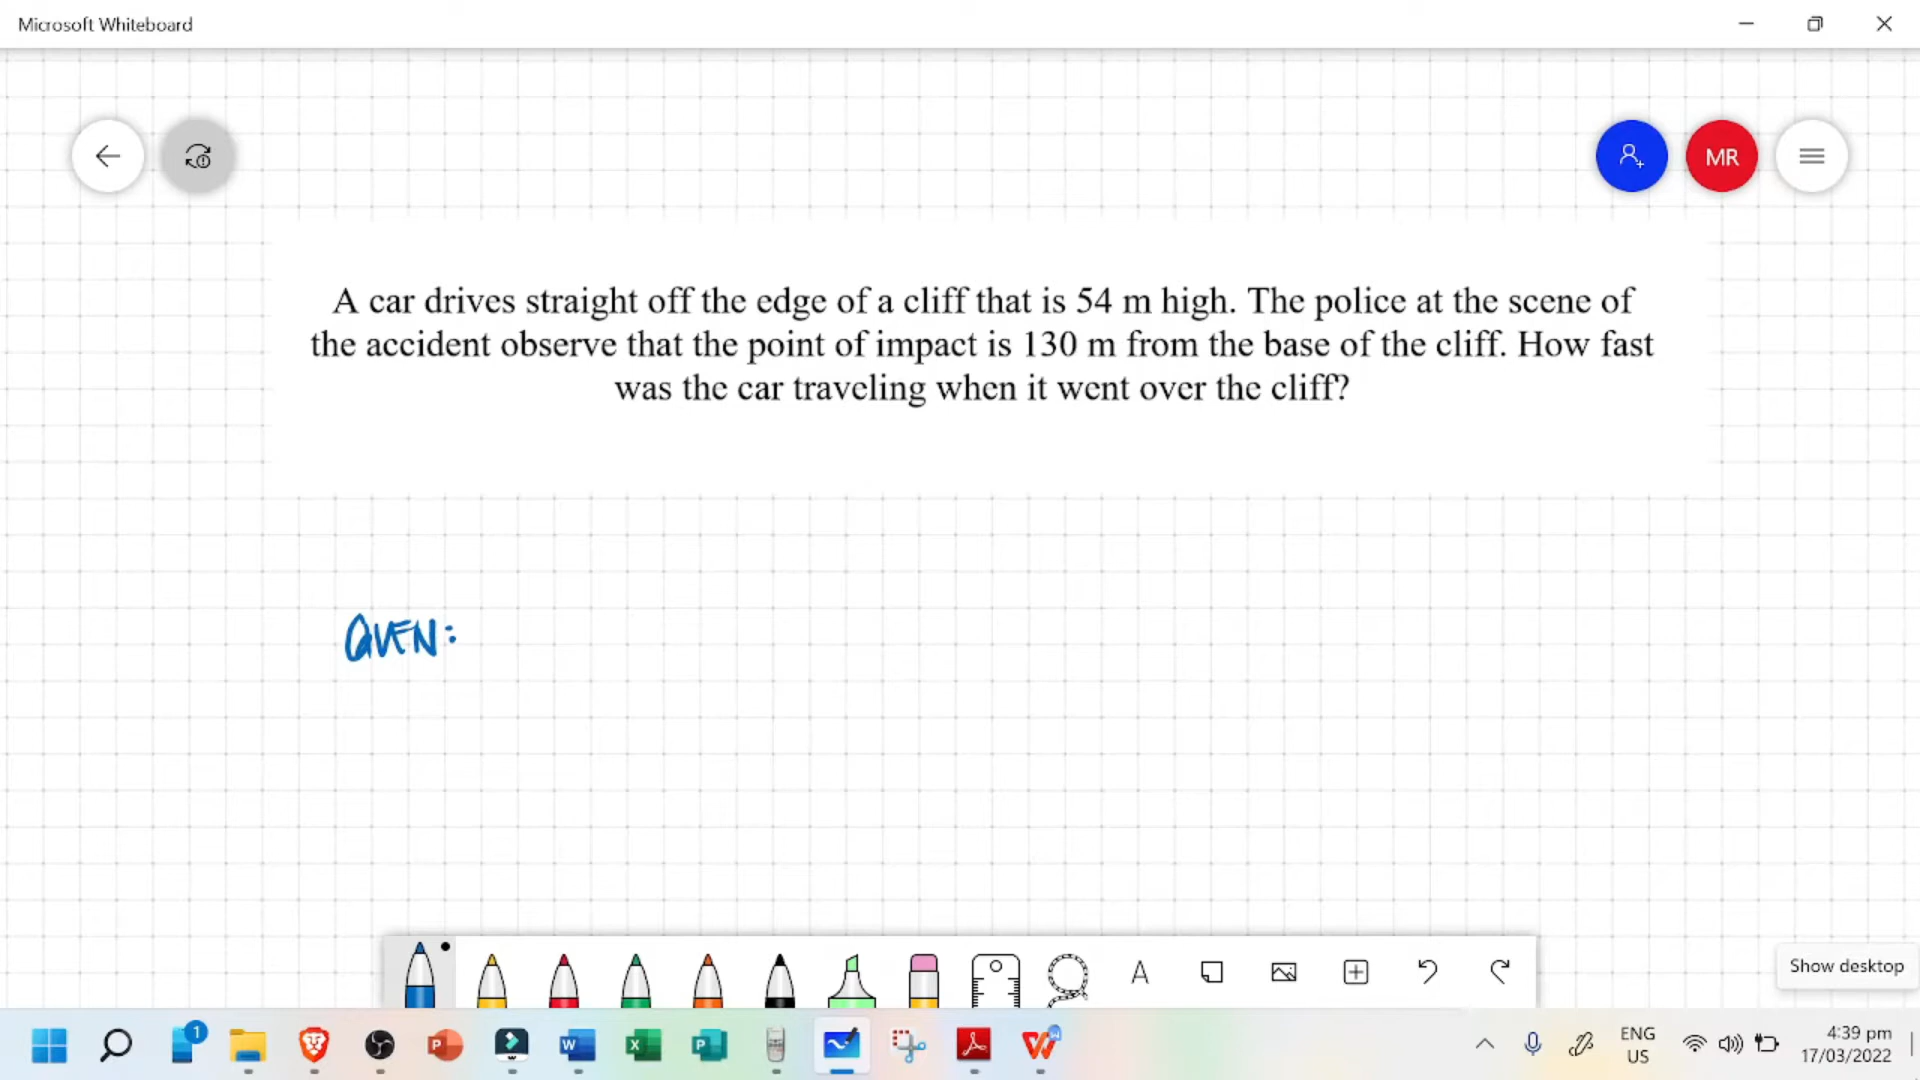 Microsoft Whiteboard
MR
A car drives straight off the edge of a cliff that is 54 m high. The police at the scene of
the accident observe that the point of impact is 130 m from the base of the cliff. How fast
was the car traveling when it went over the cliff?
GIVEN:
A
Show desktop
1
ENG
US
4:39 pm
17/03/2022